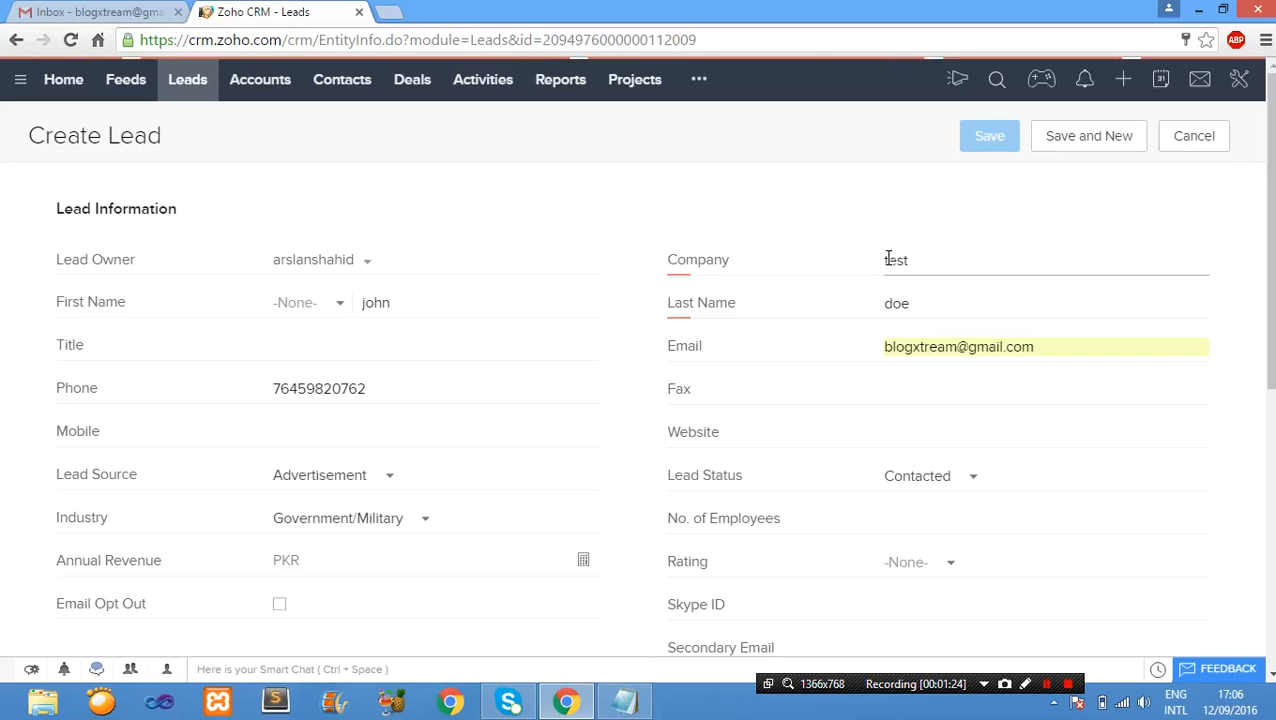 Inbox - blogxtream@gma
Zoho CRM - Leads
https://crm.zoho.com/crm/EntityInfo.do?module=Leads&id=2094976000000112009
ABP
Home Feeds Leads Accounts Contacts Deals Activities Reports Projects •••
31
Create Lead
Save
Save and New
Cancel
Lead Information
Lead Owner arslanshahid
Company test
First Name -None- john
Last Name doe
Title
Email blogxtream@gmail.com
Phone 76459820762
Fax
Mobile
Website
Lead Source Advertisement
Lead Status Contacted
Industry Government/Military
No. of Employees
Annual Revenue PKR
Rating -None-
Email Opt Out
Skype ID
Secondary Email
Here is your Smart Chat ( Ctrl + Space )
FEEDBACK
1366x768
Recording [00:01:24]
ENG 17:06
INTL 12/09/2016